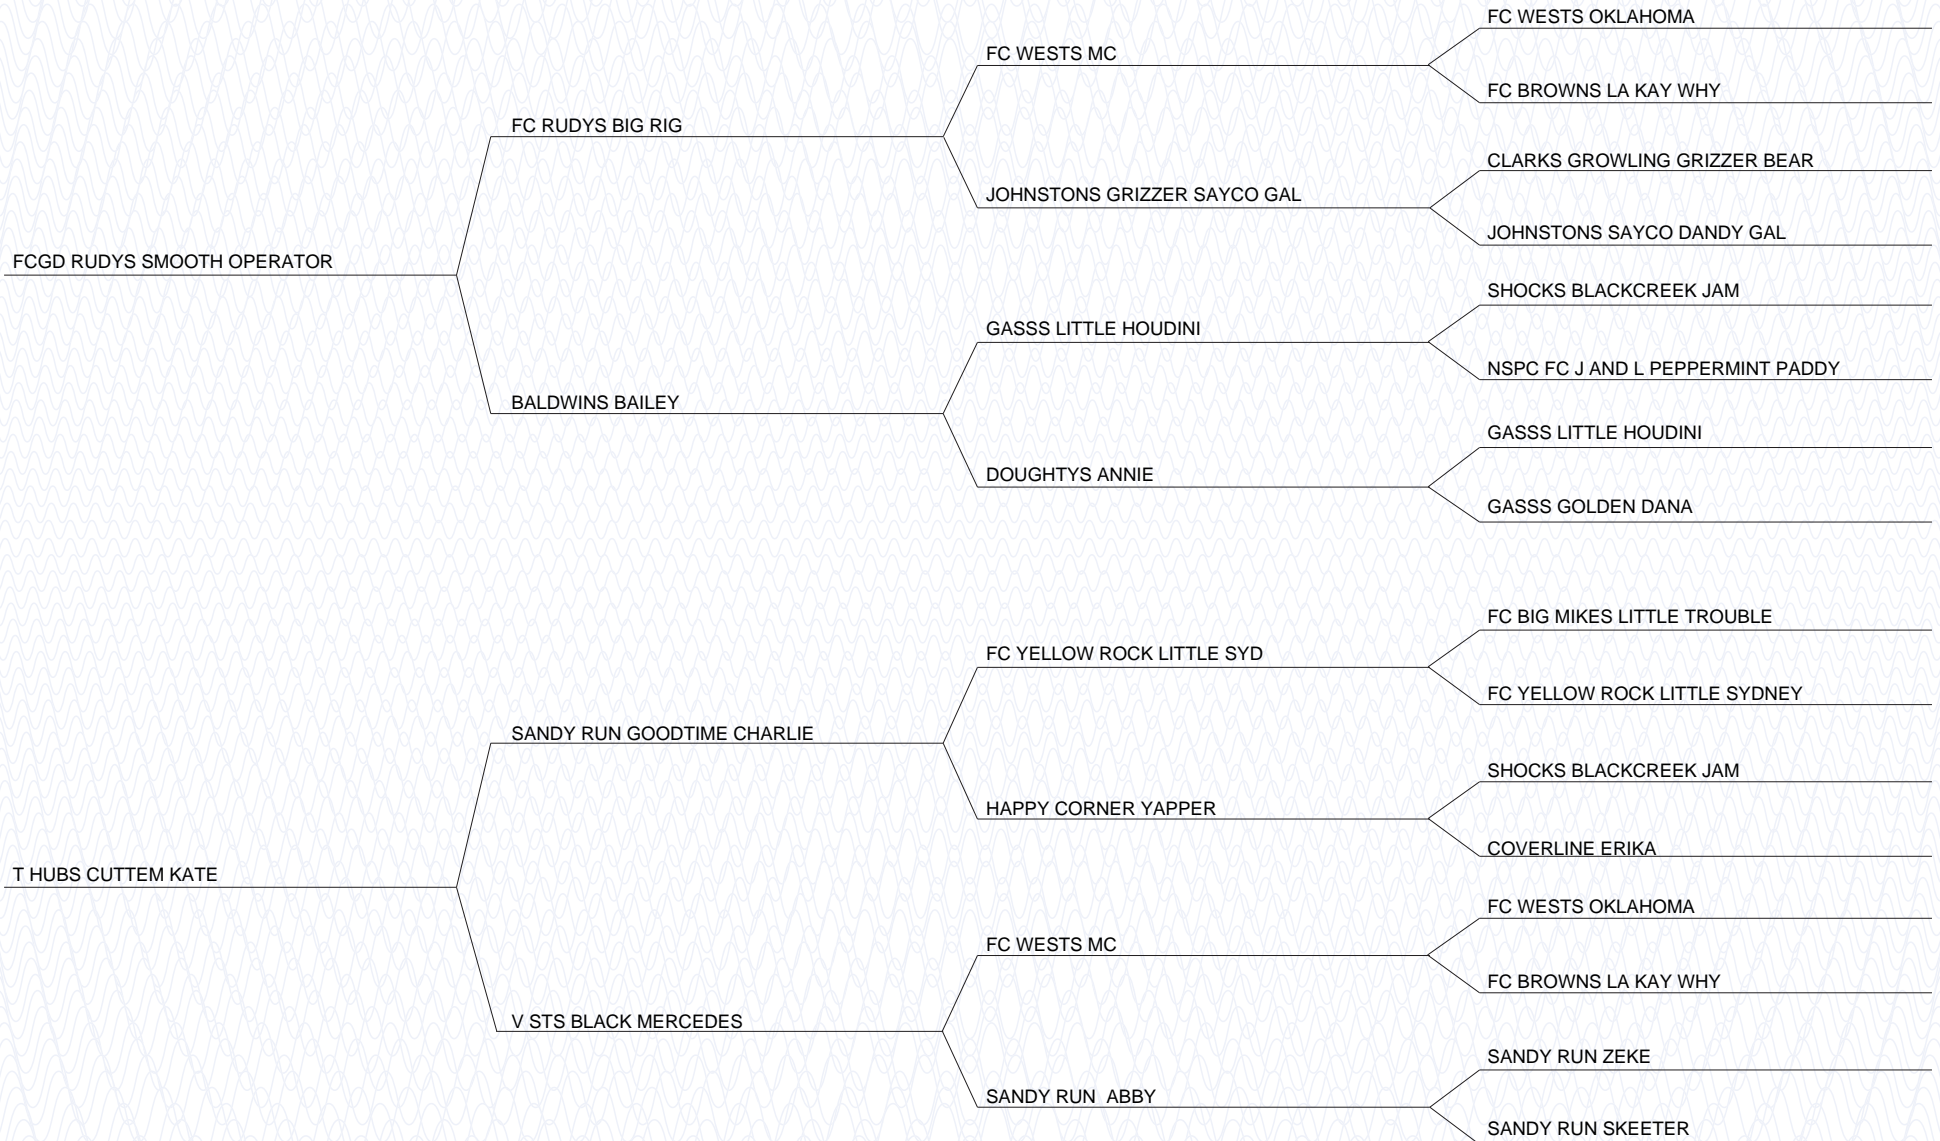 FC WESTS OKLAHOMA
FC WESTS MC
FC BROWNS LA KAY WHY
FC RUDYS BIG RIG
CLARKS GROWLING GRIZZER BEAR
JOHNSTONS GRIZZER SAYCO GAL
JOHNSTONS SAYCO DANDY GAL
FCGD RUDYS SMOOTH OPERATOR
SHOCKS BLACKCREEK JAM
GASSS LITTLE HOUDINI
NSPC FC J AND L PEPPERMINT PADDY
BALDWINS BAILEY
GASSS LITTLE HOUDINI
DOUGHTYS ANNIE
GASSS GOLDEN DANA
FC BIG MIKES LITTLE TROUBLE
FC YELLOW ROCK LITTLE SYD
FC YELLOW ROCK LITTLE SYDNEY
SANDY RUN GOODTIME CHARLIE
SHOCKS BLACKCREEK JAM
HAPPY CORNER YAPPER
COVERLINE ERIKA
T HUBS CUTTEM KATE
FC WESTS OKLAHOMA
FC WESTS MC
FC BROWNS LA KAY WHY
V STS BLACK MERCEDES
SANDY RUN ZEKE
SANDY RUN  ABBY
SANDY RUN SKEETER